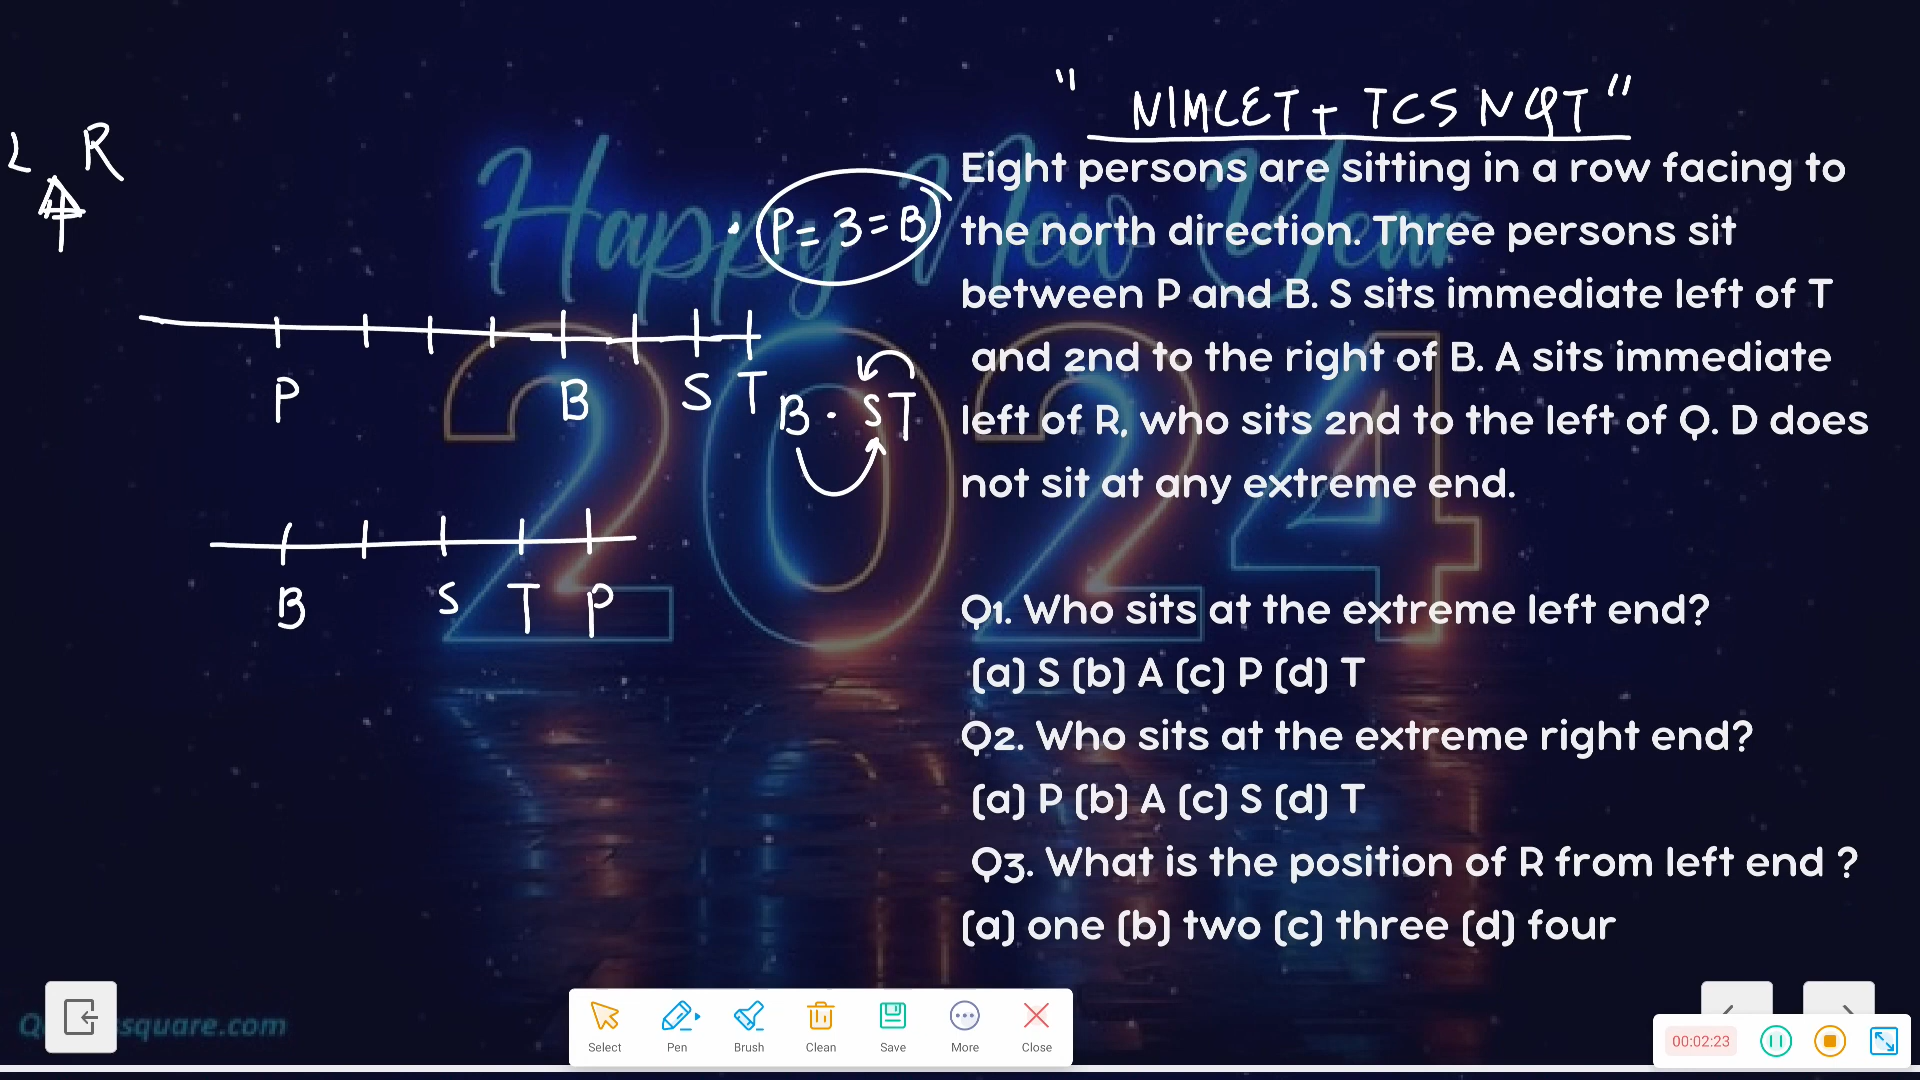 " NIMCET + TCS NQT "
L R
Happy New Year
2024
. P = 3 = B
Eight persons are sitting in a row facing to
the north direction. Three persons sit
between P and B. S sits immediate left of T
and 2nd to the right of B. A sits immediate
left of R, who sits 2nd to the left of Q. D does
not sit at any extreme end.
P B S T
B . S T
B S T P
Q1. Who sits at the extreme left end?
(a) S (b) A (c) P (d) T
Q2. Who sits at the extreme right end?
(a) P (b) A (c) S (d) T
Q3. What is the position of R from left end ?
(a) one (b) two (c) three (d) four
Select Pen Brush Clean Save More Close
00:02:23